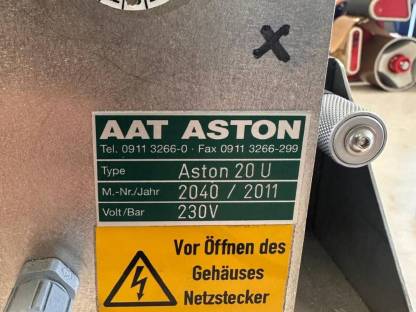 AAT ASTON
Tel. 0911 3266-0 · Fax 0911 3266-299
Type Aston 20 U
M.-Nr./Jahr 2040 / 2011
Volt/Bar 230V
Vor Öffnen des
Gehäuses
Netzstecker